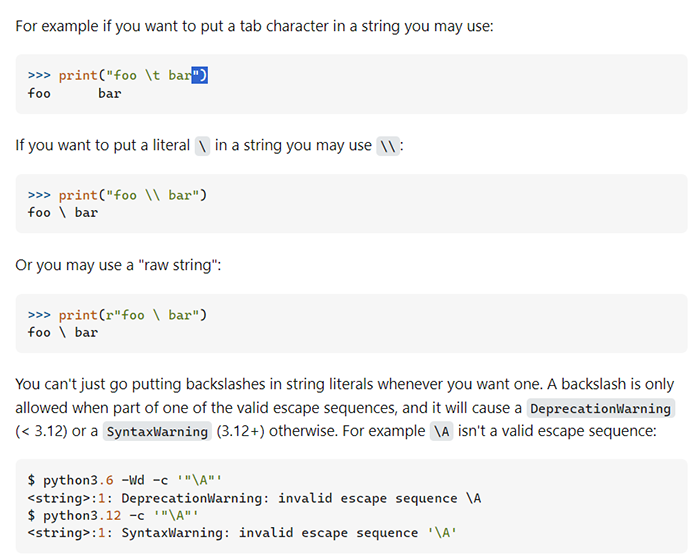 For example if you want to put a tab character in a string you may use:
>>> print("foo \t bar")
foo      bar
If you want to put a literal \ in a string you may use \\:
>>> print("foo \\ bar")
foo \ bar
Or you may use a "raw string":
>>> print(r"foo \ bar")
foo \ bar
You can't just go putting backslashes in string literals whenever you want one. A backslash is only
allowed when part of one of the valid escape sequences, and it will cause a DeprecationWarning
(< 3.12) or a SyntaxWarning (3.12+) otherwise. For example \A isn't a valid escape sequence:
$ python3.6 -Wd -c '"\A"'
<string>:1: DeprecationWarning: invalid escape sequence \A
$ python3.12 -c '"\A"'
<string>:1: SyntaxWarning: invalid escape sequence '\A'